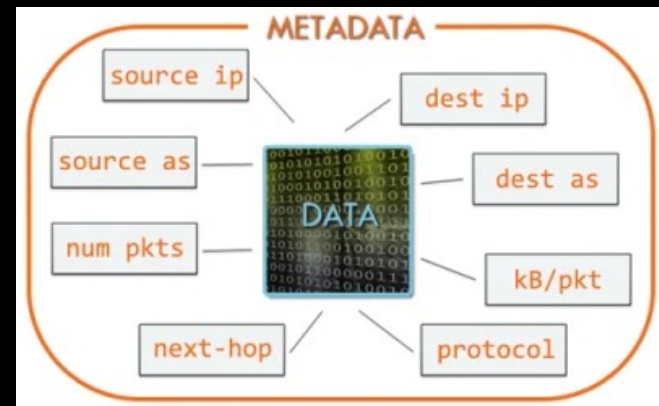 METADATA
source ip
dest ip
source as
dest as
DATA
num pkts
kB/pkt
next-hop
protocol